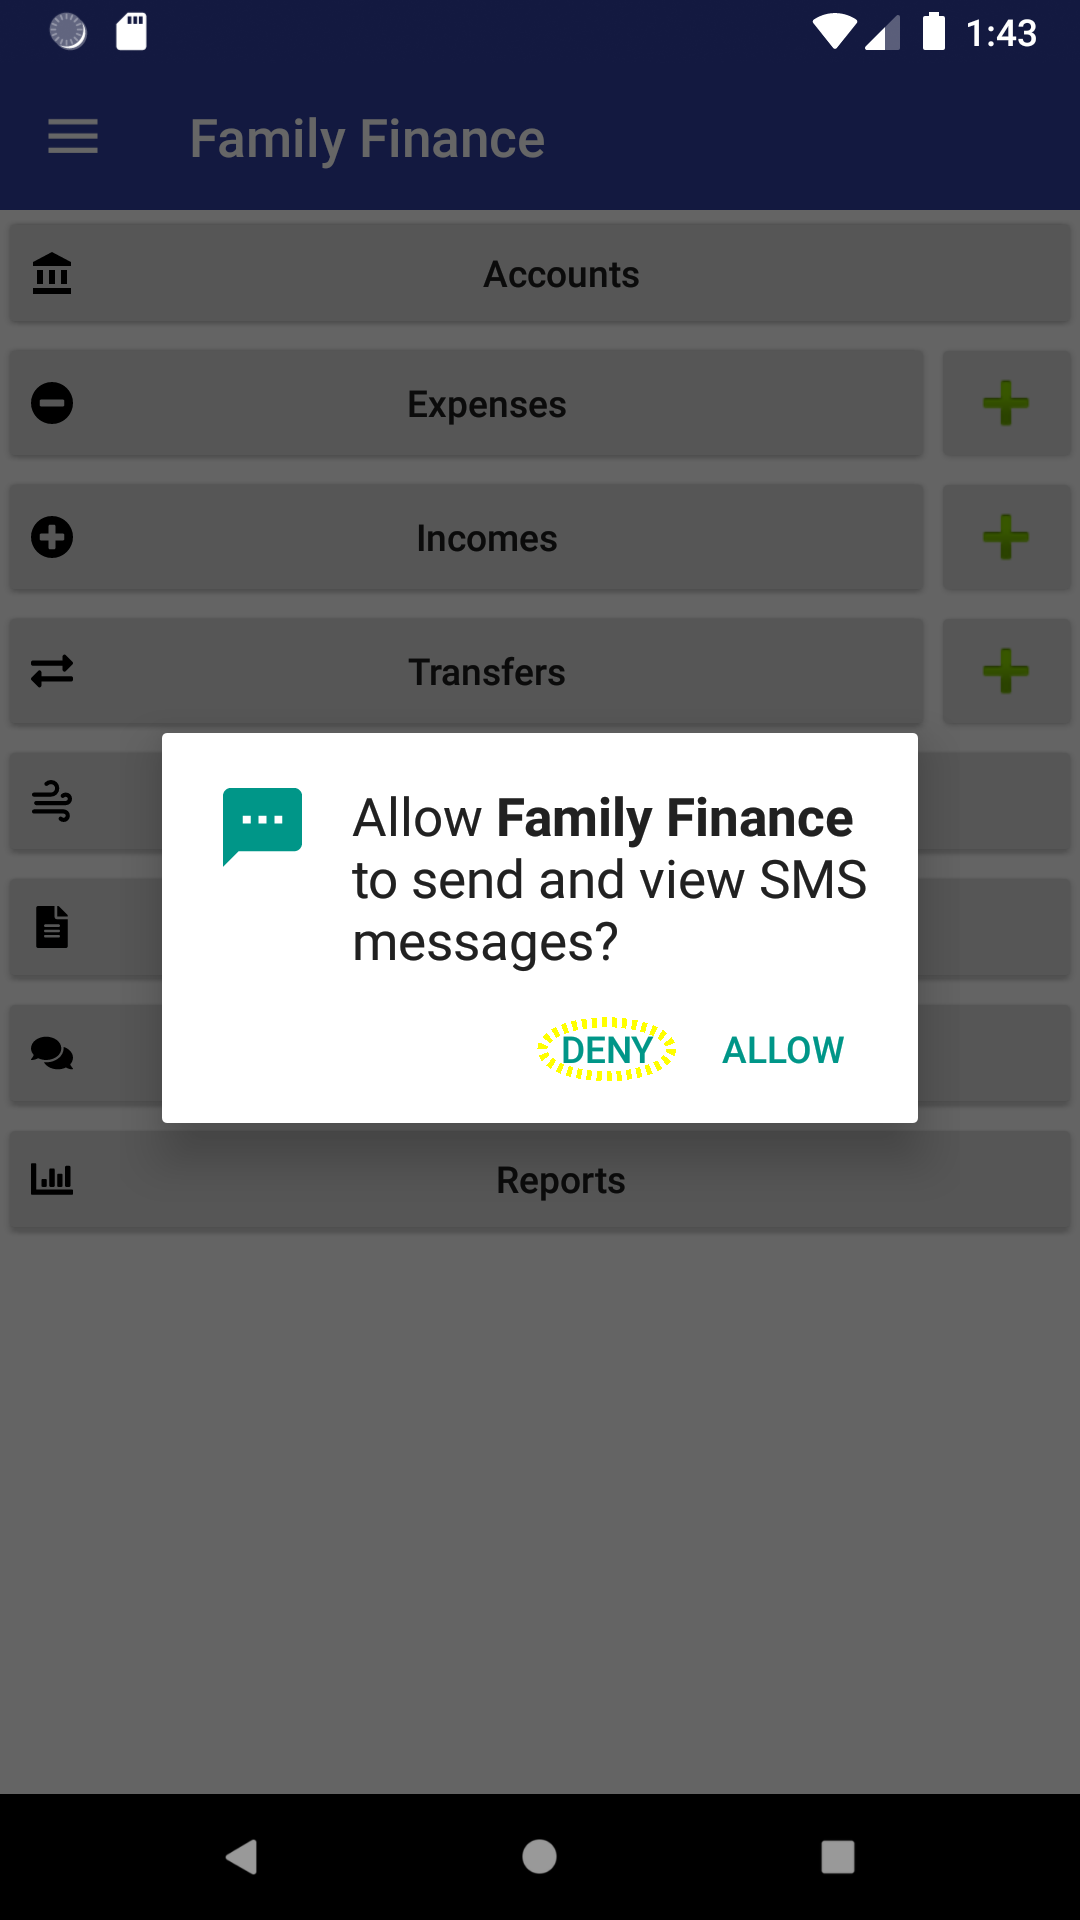 1:43
Family Finance
Accounts
Expenses
Incomes
Transfers
Allow Family Finance
to send and view SMS
messages?
DENY ALLOW
Reports